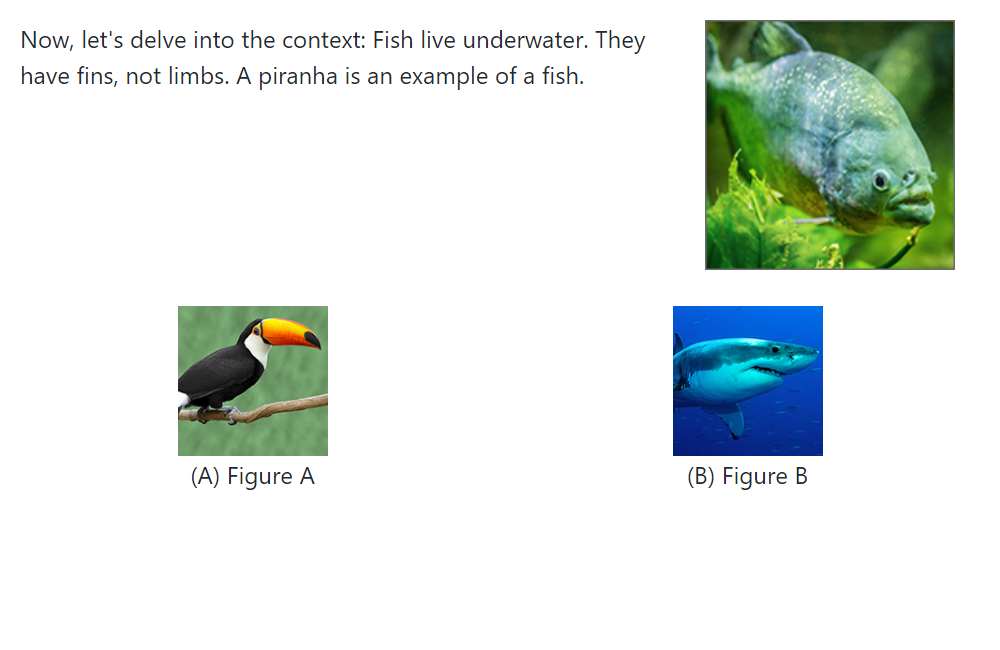 Now, let's delve into the context: Fish live underwater. They
have fins, not limbs. A piranha is an example of a fish.
(A) Figure A
(B) Figure B